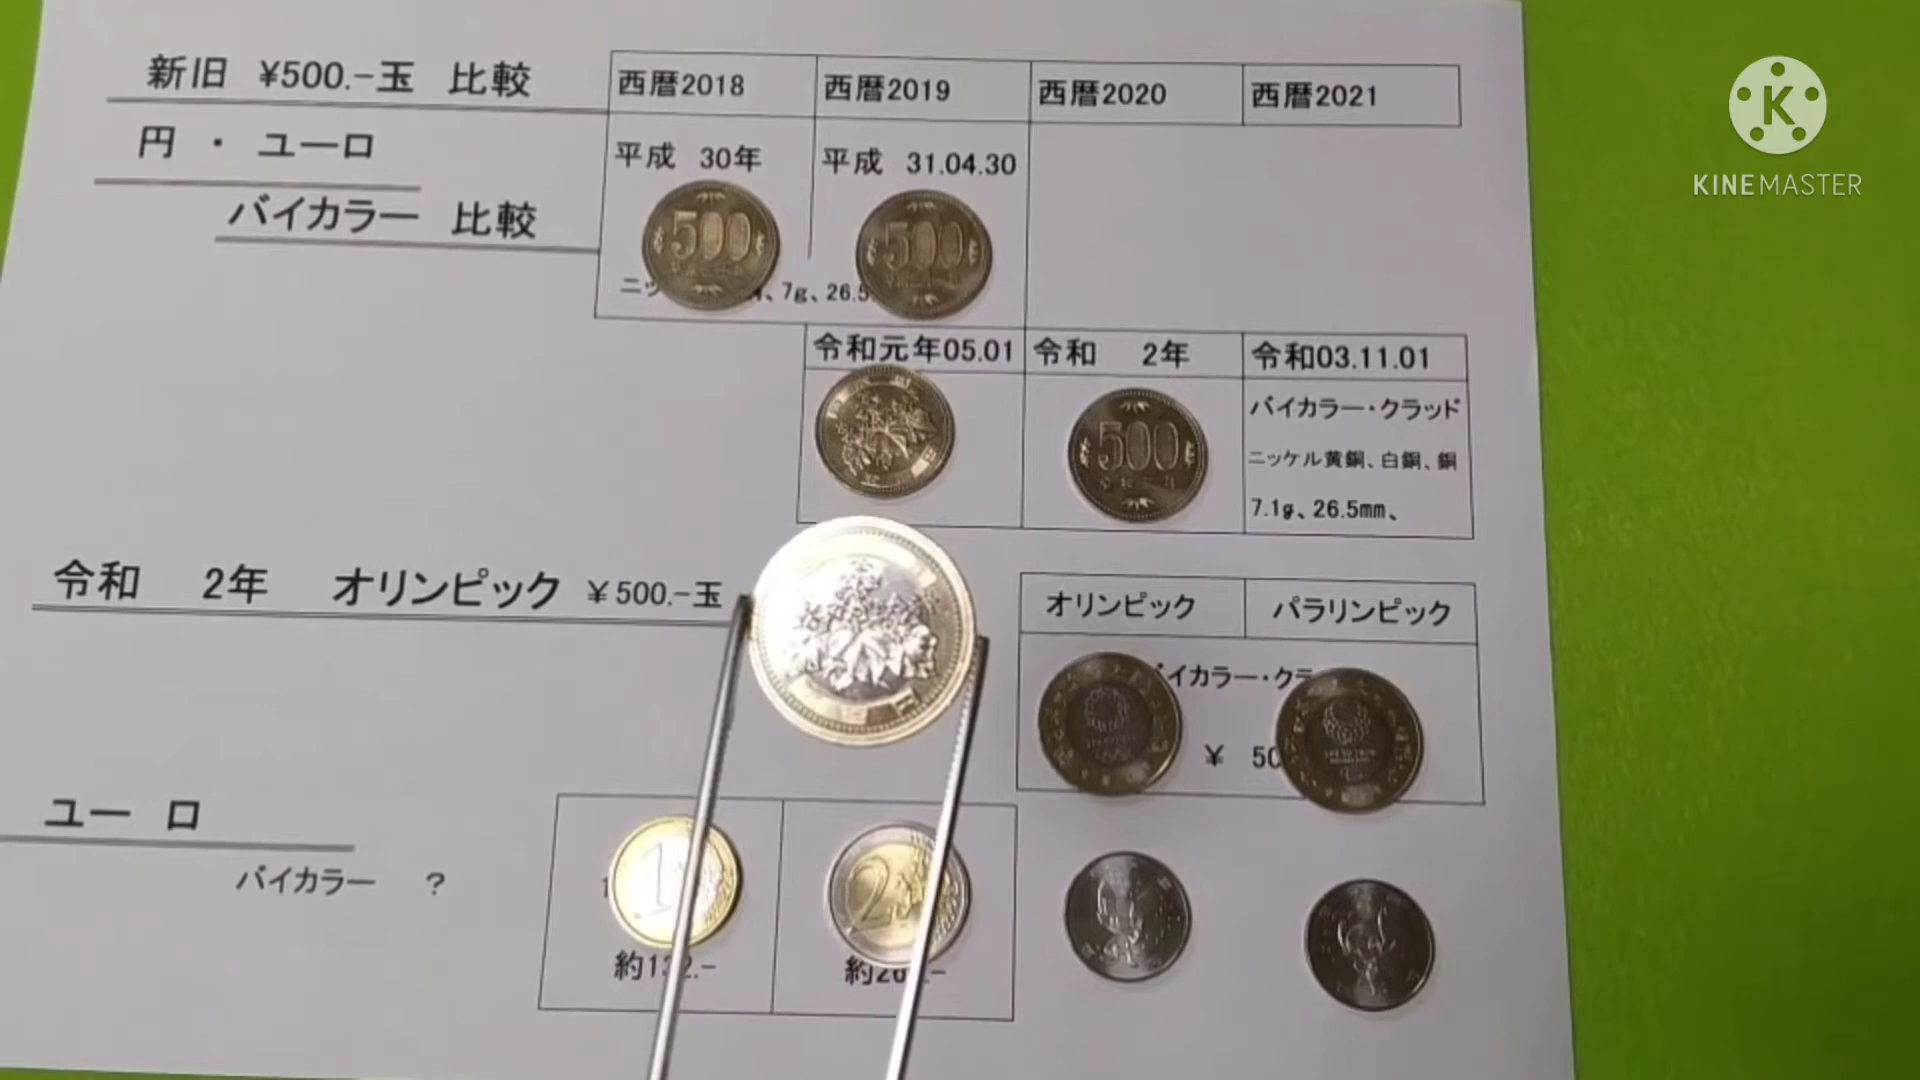 新旧 ¥500.-玉 比較
西暦2018 西暦2019 西暦2020 西暦2021
円 ・ ユーロ
平成 30年 平成 31.04.30
バイカラー 比較
500 500
7g、26.5
令和元年05.01 令和 2年 令和03.11.01
バイカラー・クラッド
500
ニッケル黄銅、白銅、銅
7.1g、26.5mm、
令和 2年 オリンピック ¥500.-玉
オリンピック パラリンピック
イカラー・ク
¥ 50
ユーロ
バイカラー ?
1 2
KINEMASTER